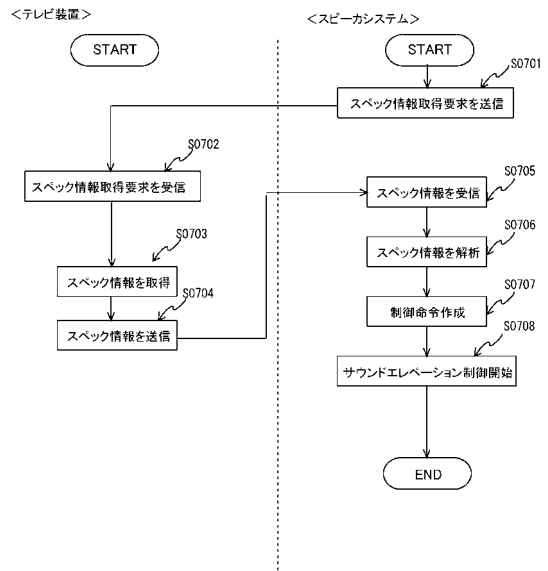 ＜テレビ装置＞
＜スピーカシステム＞
START
START
S0701
スペック情報取得要求を送信
S0702
スペック情報取得要求を受信
S0705
スペック情報を受信
S0703
スペック情報を取得
S0706
スペック情報を解析
S0704
スペック情報を送信
S0707
制御命令作成
S0708
サウンドエレベーション制御開始
END